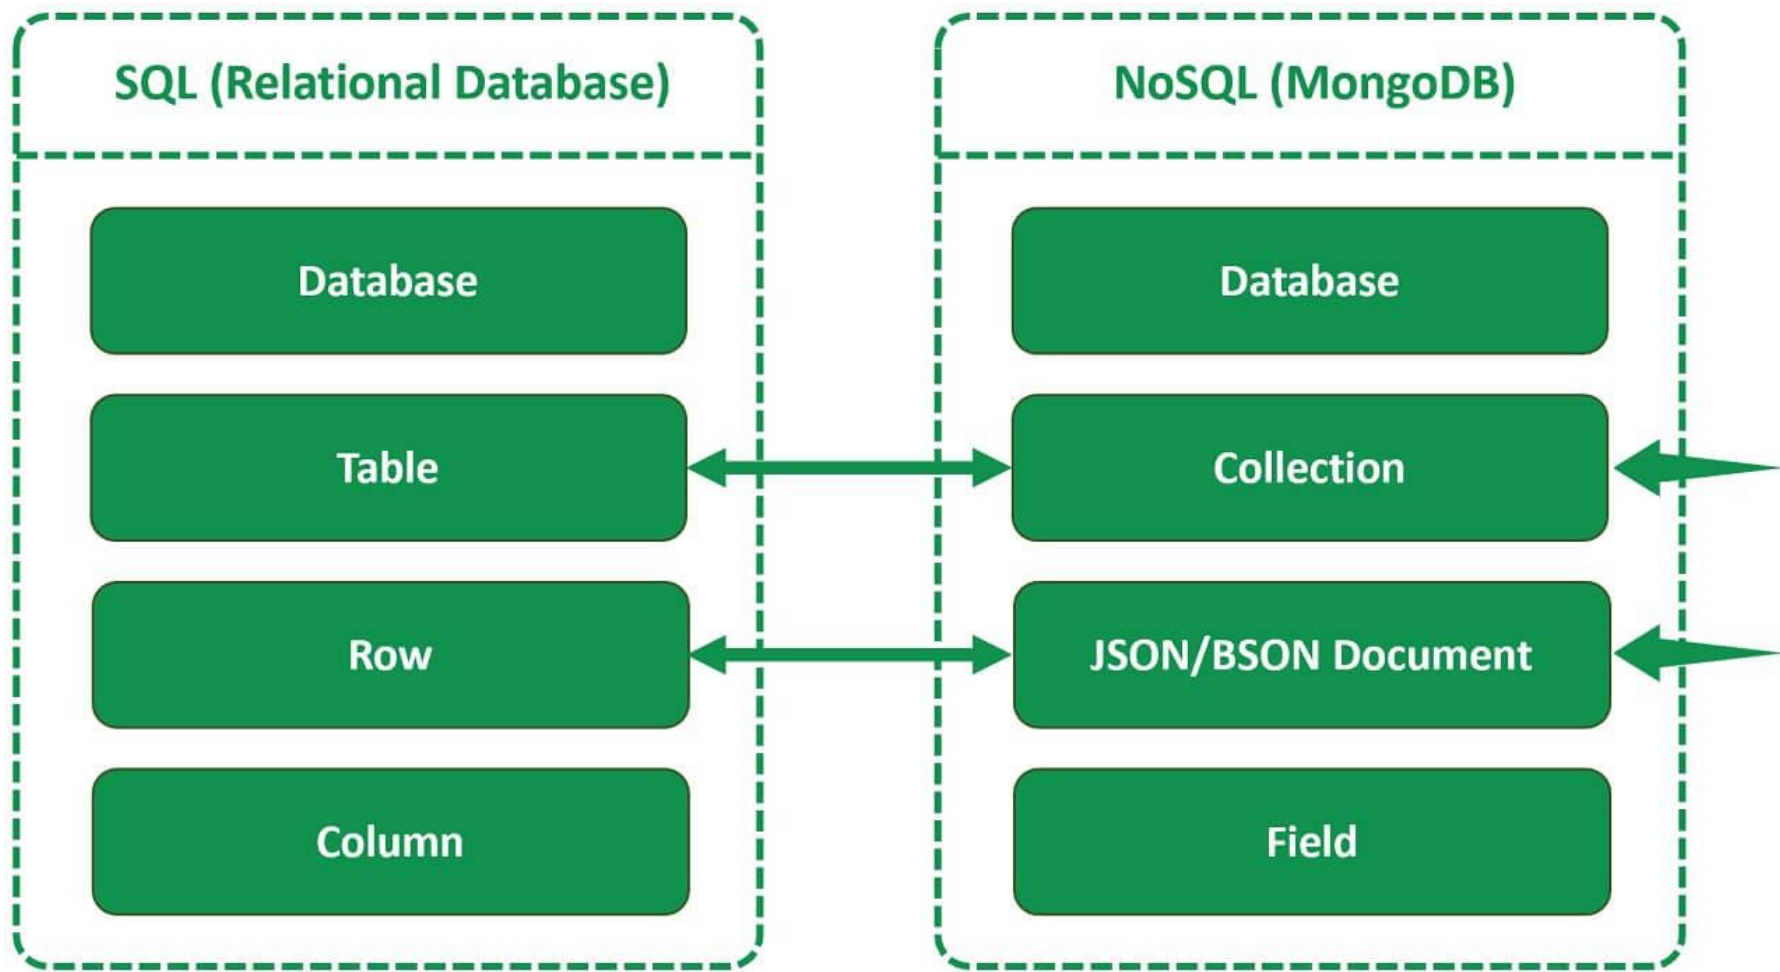 SQL (Relational Database)
Database
Table
Row
Column
NoSQL (MongoDB)
Database
Collection
JSON/BSON Document
Field